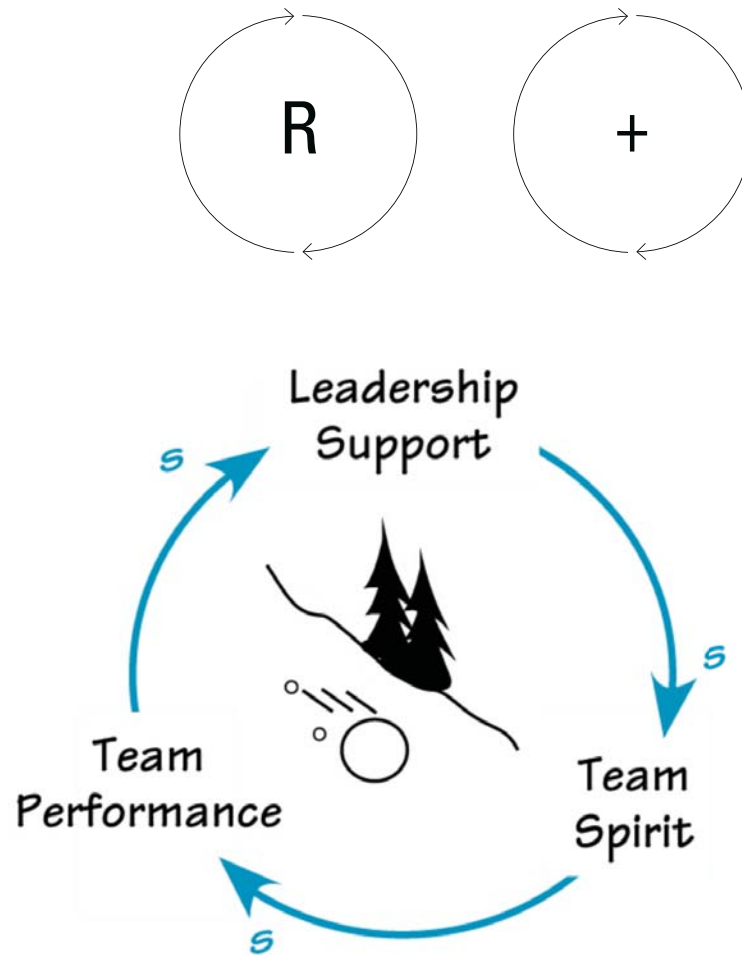 R
+
Leadership
Support
s
s
Team
Performance
Team
Spirit
s